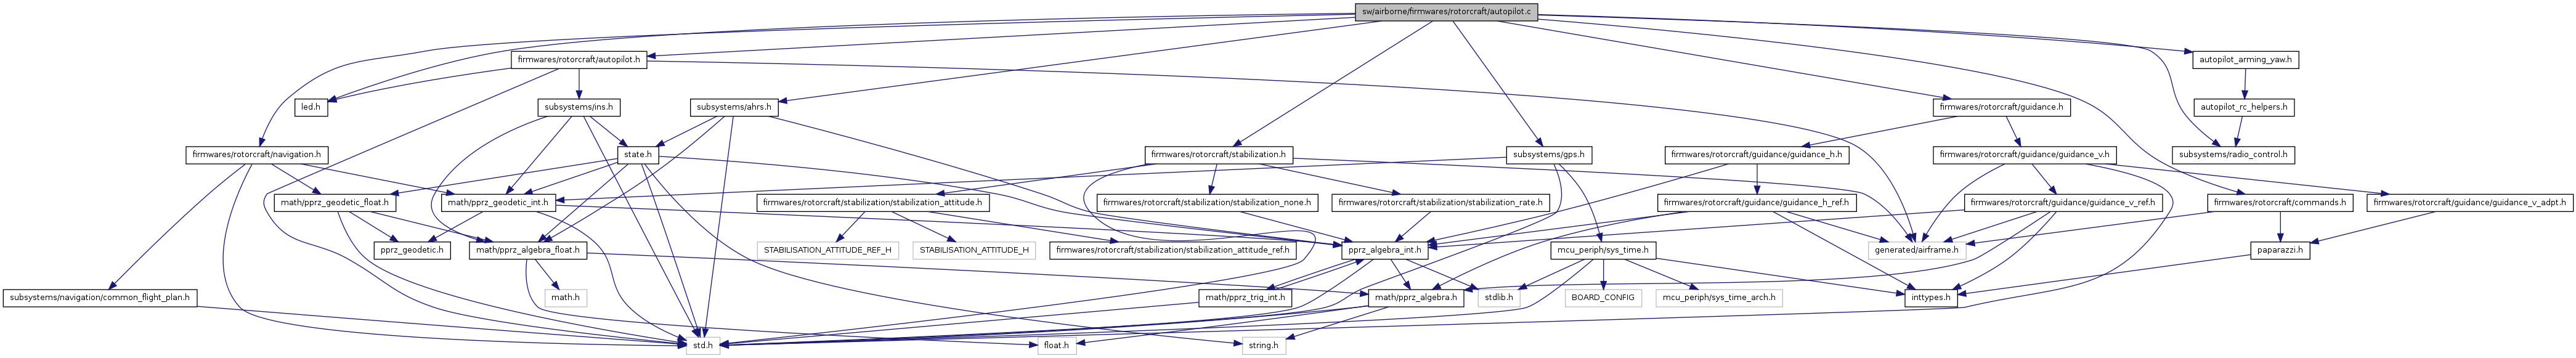 sw/airborne/firmwares/rotorcraft/autopilot.c
firmwares/rotorcraft/autopilot.h
autopilot_arming_yaw.h
led.h
subsystems/ins.h
subsystems/ahrs.h
firmwares/rotorcraft/guidance.h
autopilot_rc_helpers.h
firmwares/rotorcraft/navigation.h
state.h
firmwares/rotorcraft/stabilization.h
subsystems/gps.h
firmwares/rotorcraft/guidance/guidance_h.h
firmwares/rotorcraft/guidance/guidance_v.h
subsystems/radio_control.h
math/pprz_geodetic_float.h
math/pprz_geodetic_int.h
firmwares/rotorcraft/stabilization/stabilization_attitude.h
firmwares/rotorcraft/stabilization/stabilization_none.h
firmwares/rotorcraft/stabilization/stabilization_rate.h
firmwares/rotorcraft/guidance/guidance_h_ref.h
firmwares/rotorcraft/guidance/guidance_v_ref.h
firmwares/rotorcraft/commands.h
firmwares/rotorcraft/guidance/guidance_v_adpt.h
pprz_geodetic.h
math/pprz_algebra_float.h
STABILISATION_ATTITUDE_REF_H
STABILISATION_ATTITUDE_H
firmwares/rotorcraft/stabilization/stabilization_attitude_ref.h
pprz_algebra_int.h
mcu_periph/sys_time.h
generated/airframe.h
paparazzi.h
subsystems/navigation/common_flight_plan.h
math.h
math/pprz_trig_int.h
math/pprz_algebra.h
stdlib.h
BOARD_CONFIG
mcu_periph/sys_time_arch.h
inttypes.h
std.h
float.h
string.h